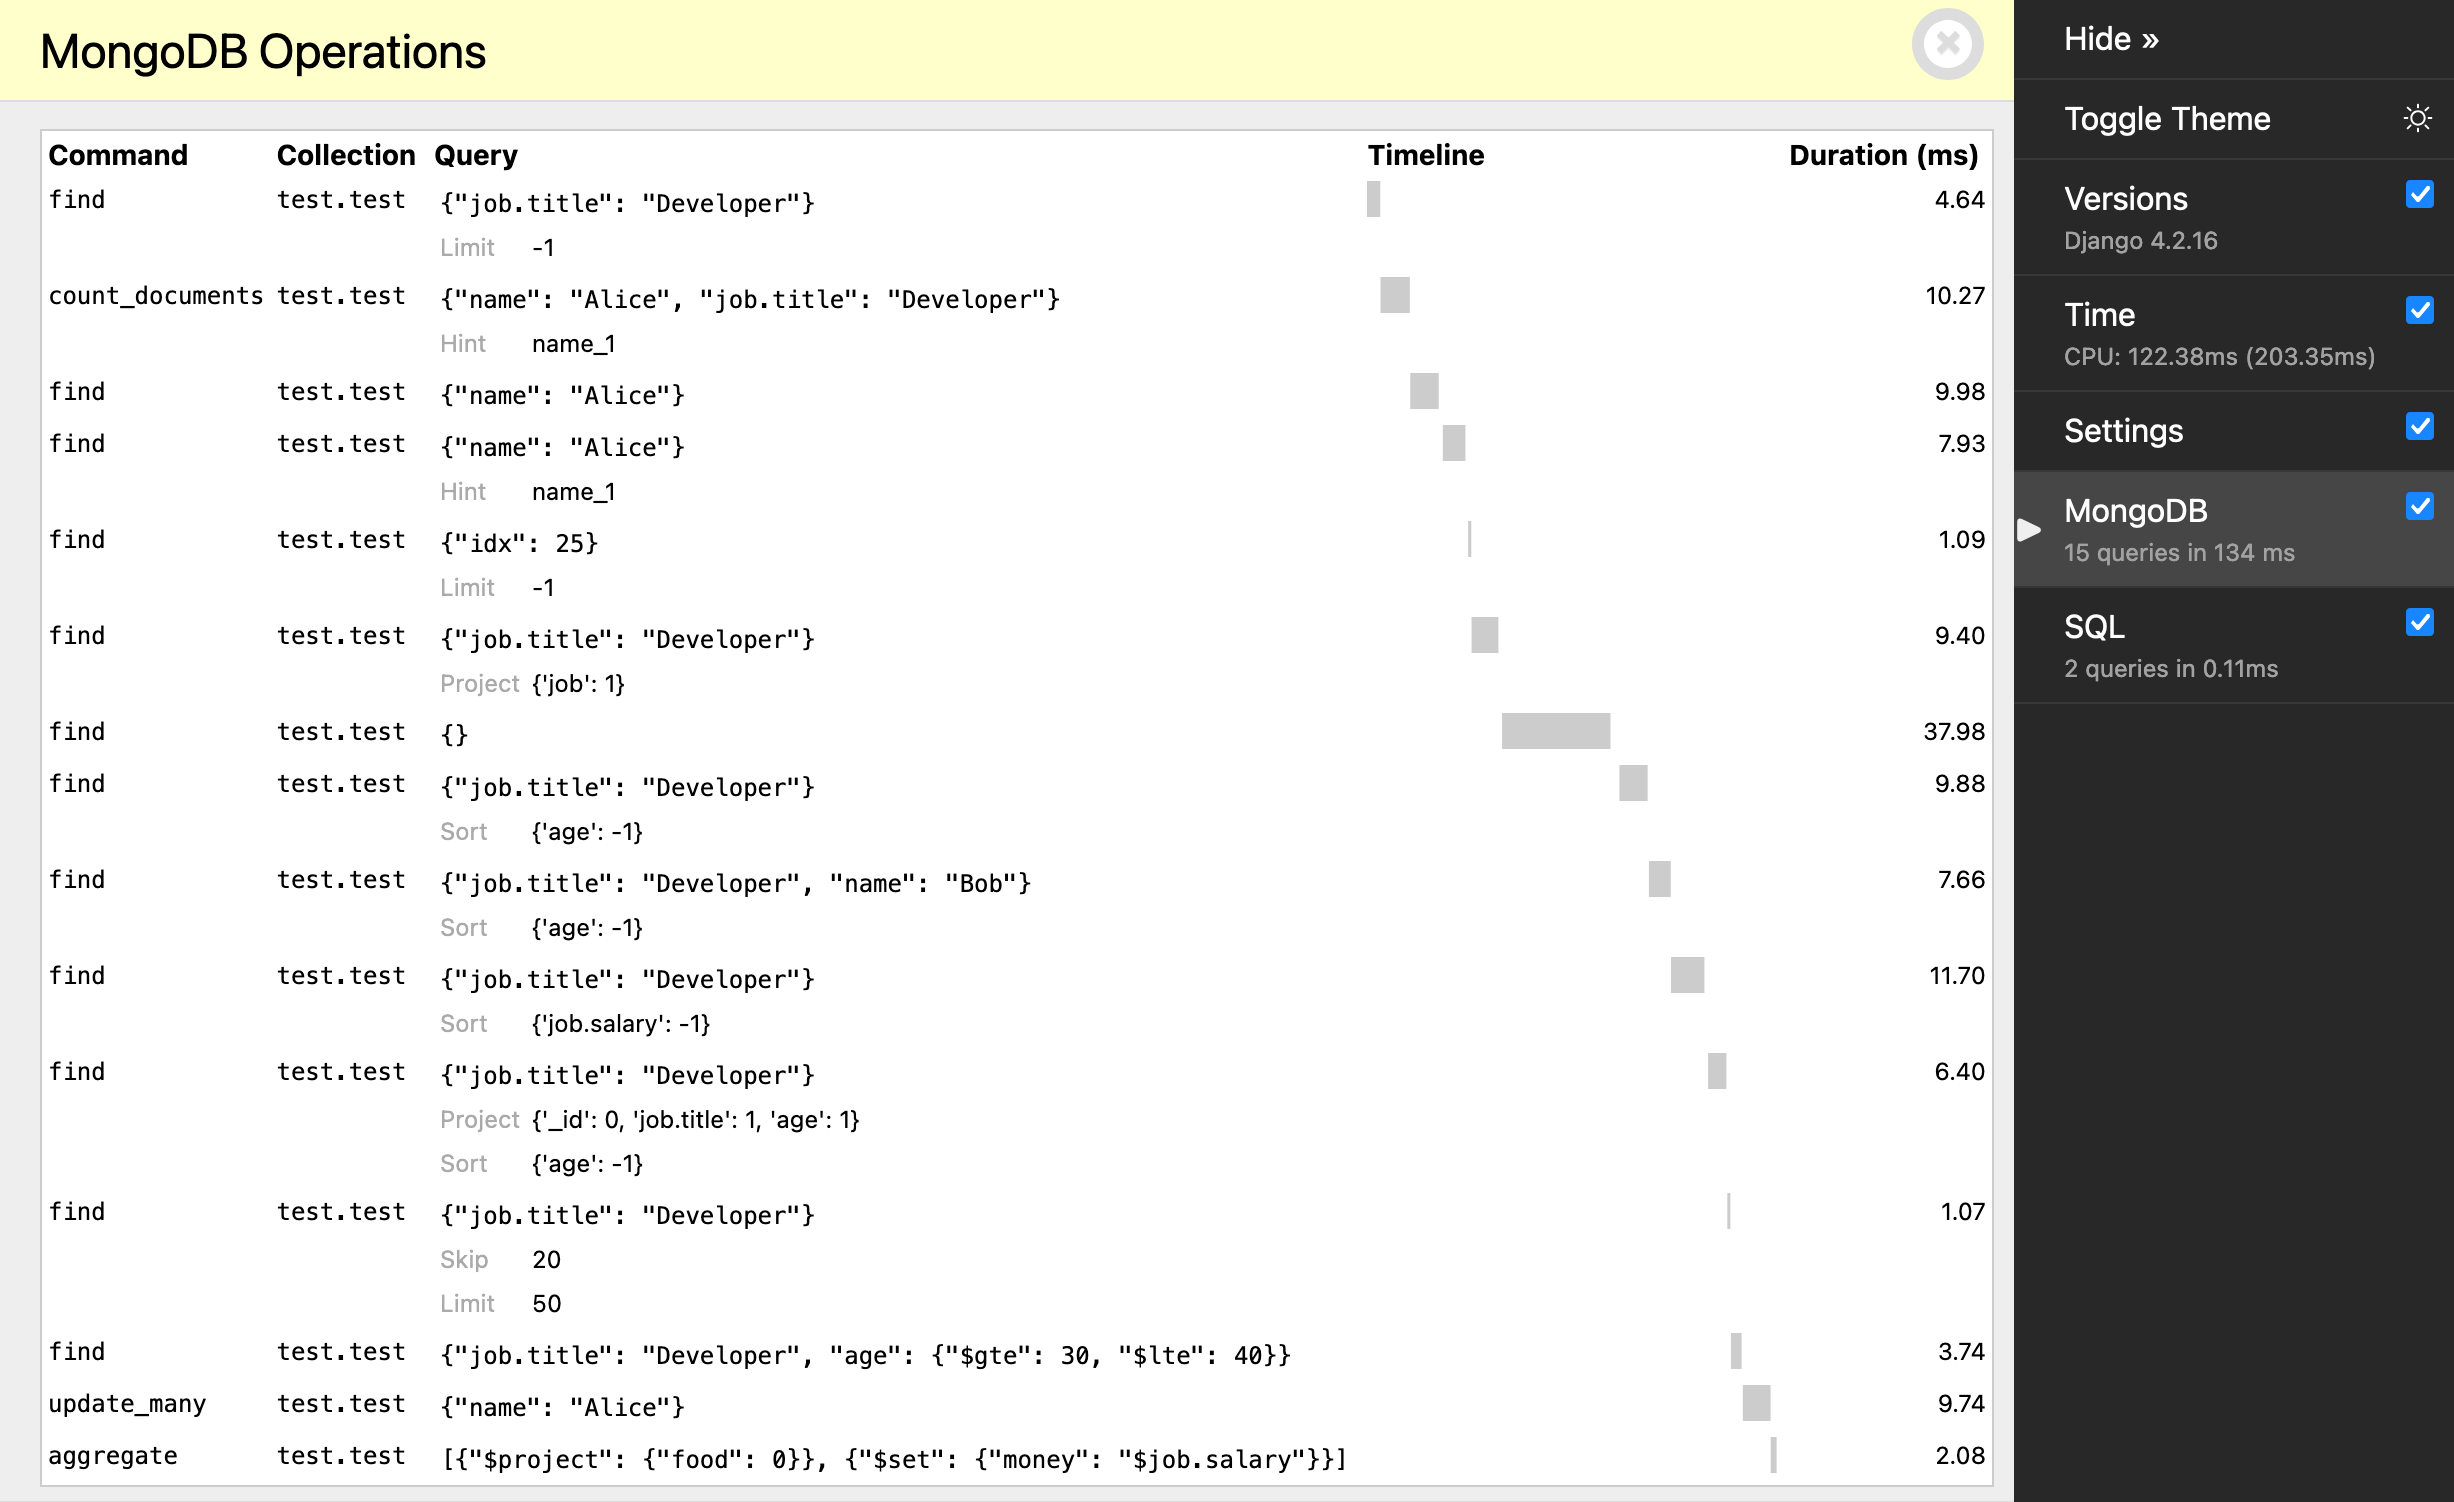 MongoDB Operations
Command Collection Query Timeline Duration (ms)
find test.test {"job.title": "Developer"} 4.64
Limit -1
count_documents test.test {"name": "Alice", "job.title": "Developer"} 10.27
Hint name_1
find test.test {"name": "Alice"} 9.98
find test.test {"name": "Alice"} 7.93
Hint name_1
find test.test {"idx": 25} 1.09
Limit -1
find test.test {"job.title": "Developer"} 9.40
Project {'job': 1}
find test.test {} 37.98
find test.test {"job.title": "Developer"} 9.88
Sort {'age': -1}
find test.test {"job.title": "Developer", "name": "Bob"} 7.66
Sort {'age': -1}
find test.test {"job.title": "Developer"} 11.70
Sort {'job.salary': -1}
find test.test {"job.title": "Developer"} 6.40
Project {'_id': 0, 'job.title': 1, 'age': 1}
Sort {'age': -1}
find test.test {"job.title": "Developer"} 1.07
Skip 20
Limit 50
find test.test {"job.title": "Developer", "age": {"$gte": 30, "$lte": 40}} 3.74
update_many test.test {"name": "Alice"} 9.74
aggregate test.test [{"$project": {"food": 0}}, {"$set": {"money": "$job.salary"}}] 2.08
Hide »
Toggle Theme
Versions
Django 4.2.16
Time
CPU: 122.38ms (203.35ms)
Settings
MongoDB
15 queries in 134 ms
SQL
2 queries in 0.11ms